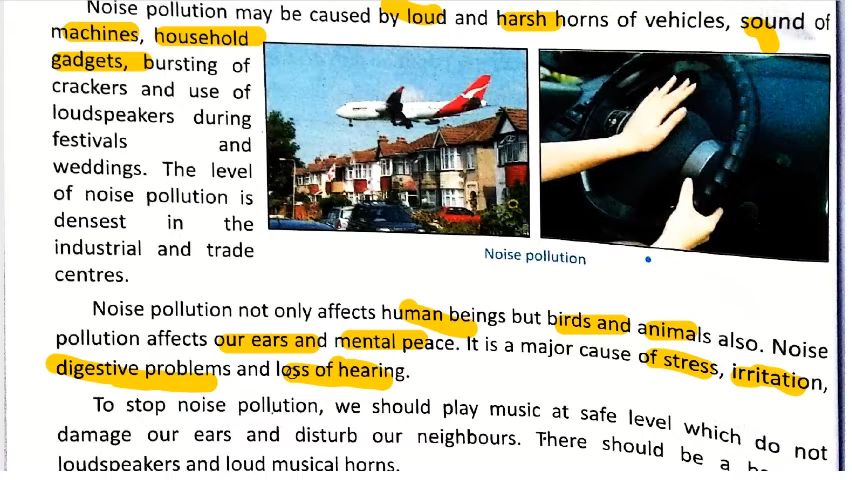 Noise pollution may be caused by loud and harsh horns of vehicles, sound of
machines, household
gadgets, bursting of
crackers and use of
loudspeakers during
festivals and
weddings. The level
of noise pollution is
densest in the
industrial and trade
centres.
Noise pollution
Noise pollution not only affects human beings but birds and animals also. Noise
pollution affects our ears and mental peace. It is a major cause of stress, irritation,
digestive problems and loss of hearing.
To stop noise pollution, we should play music at safe level which do not
damage our ears and disturb our neighbours. There should be a
loudspeakers and loud musical horns.